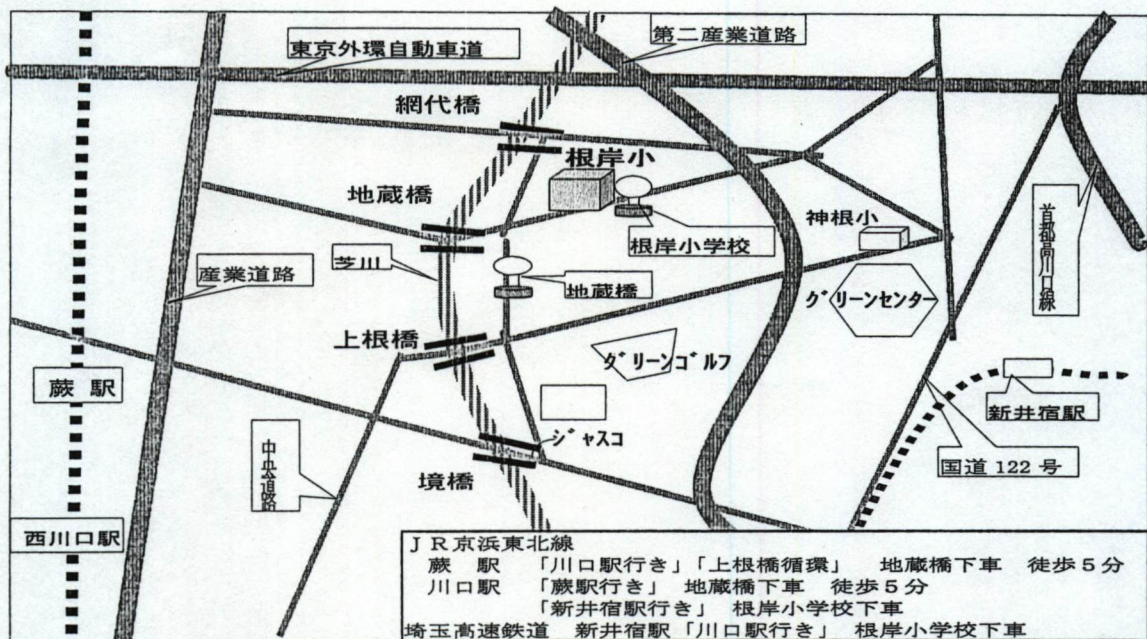 東京外環自動車道
第二産業道路
網代橋
根岸小
地蔵橋
神根小
根岸小学校
首都高川口線
芝川
産業道路
地蔵橋
グリーンセンター
上根橋
グリーンゴルフ
蕨 駅
新井宿駅
ジャスコ
中央道路
国道 122 号
境橋
西川口駅
JR京浜東北線
蕨 駅 「川口駅行き」「上根橋循環」 地蔵橋下車 徒歩5分
川口駅 「蕨駅行き」 地蔵橋下車 徒歩5分
「新井宿駅行き」 根岸小学校下車
埼玉高速鉄道 新井宿駅「川口駅行き」 根岸小学校下車